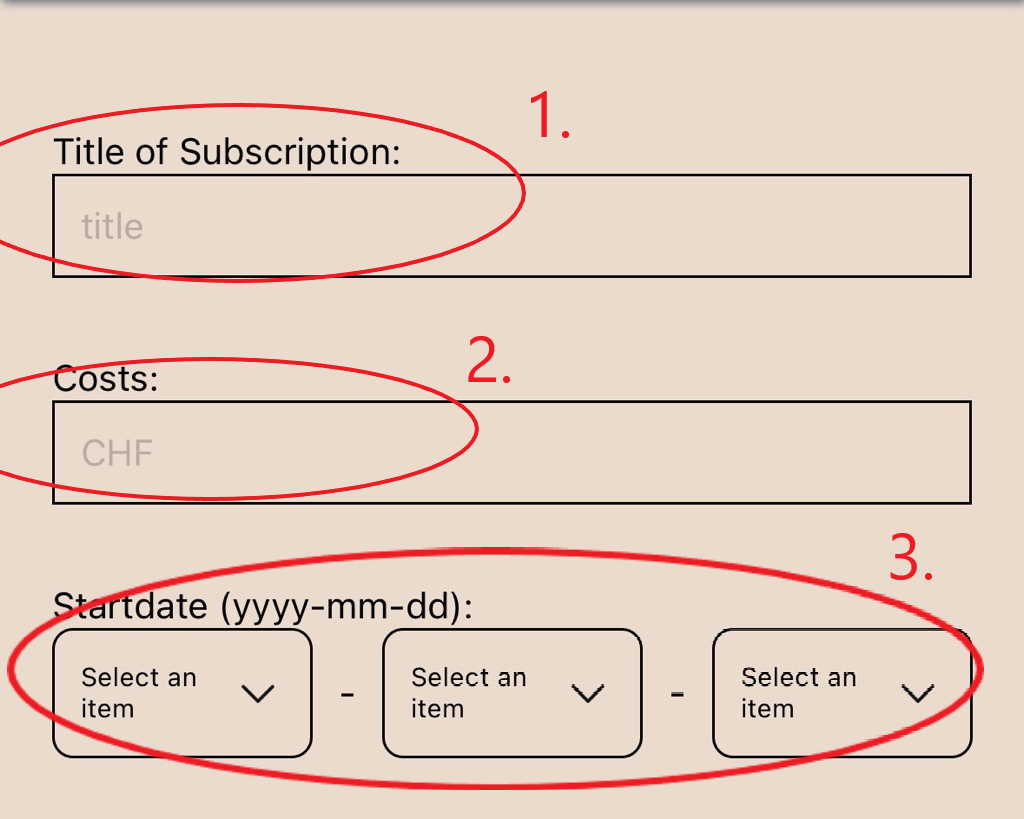 1.
Title of Subscription:
title
2.
Costs:
CHF
3.
Startdate (yyyy-mm-dd):
Select an item - Select an item - Select an item